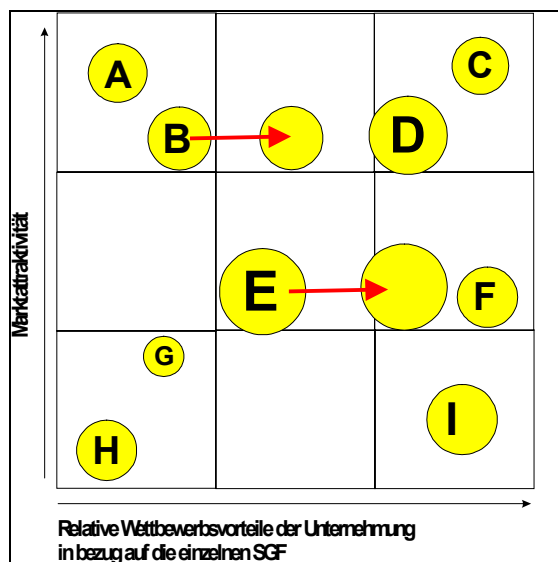 A
C
B
D
E
F
G
H
I
Marktattraktivität
Relative Wettbewerbsvorteile der Unternehmung
in bezug auf die einzelnen SGF